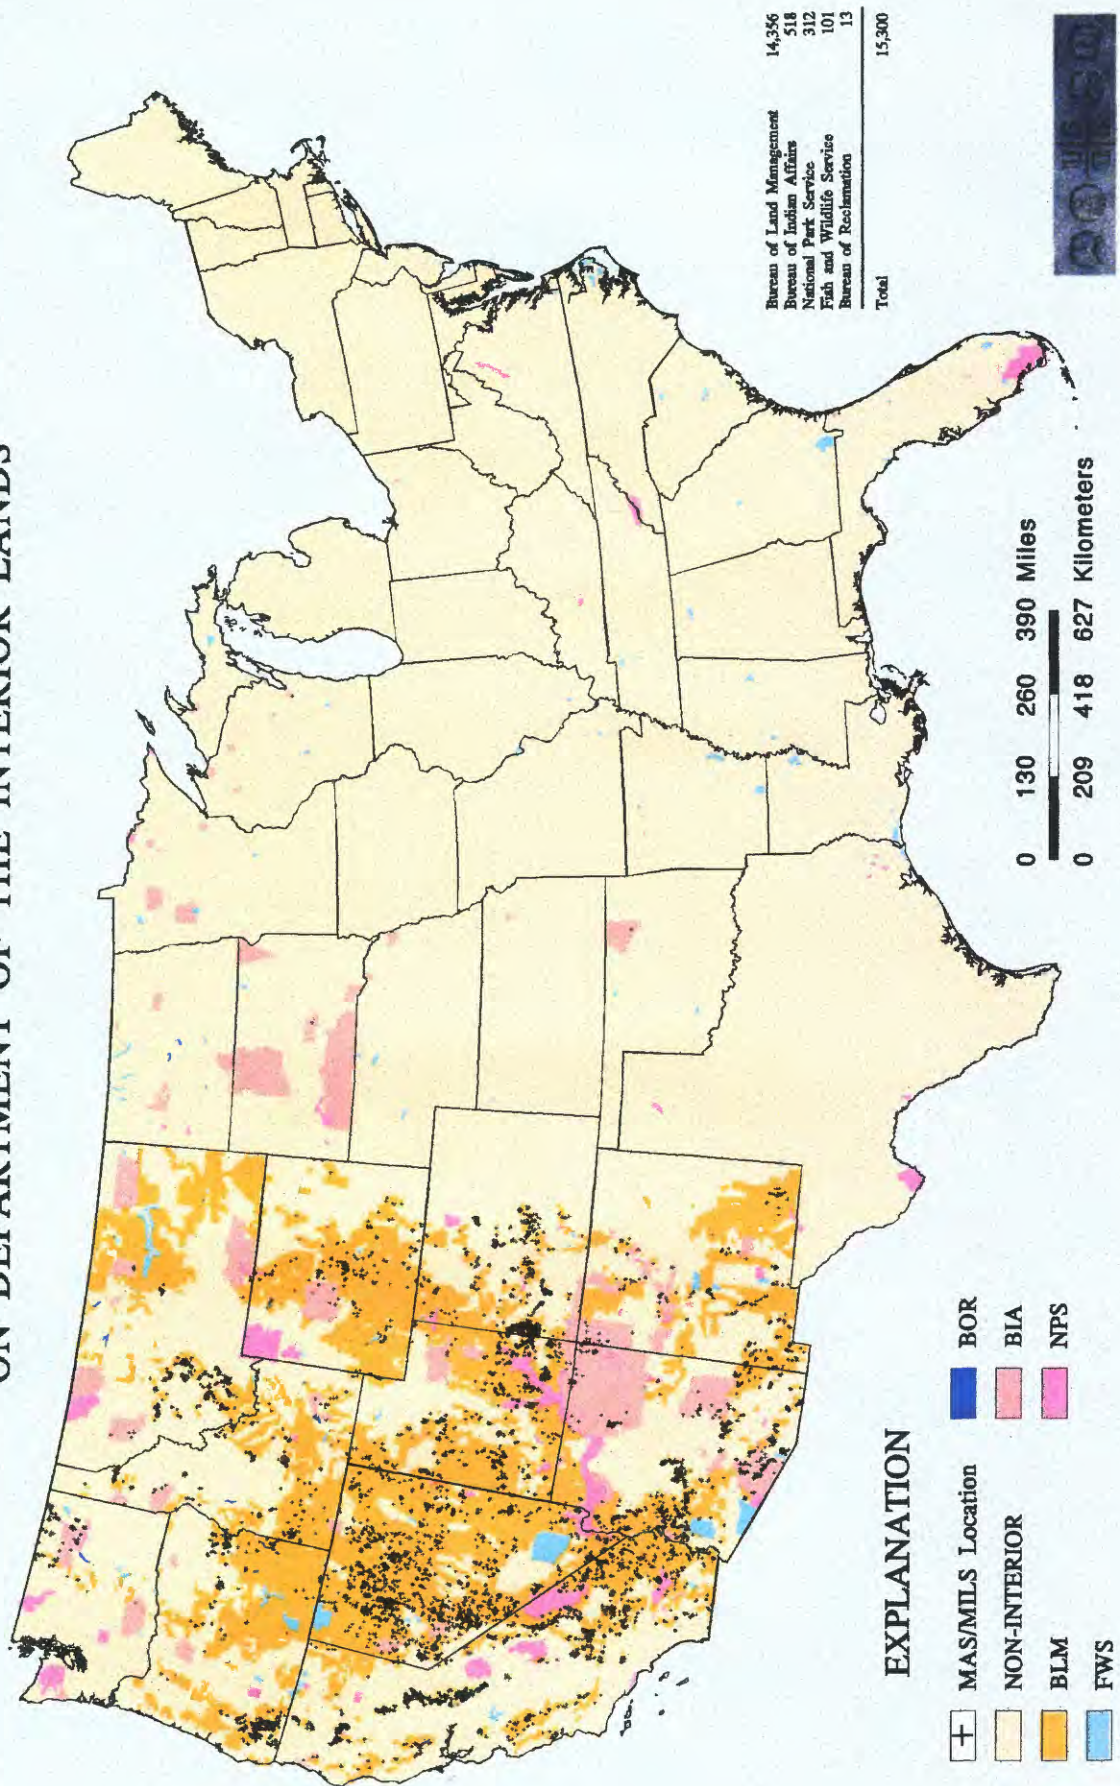 ON DEPARTMENT OF THE INTERIOR LANDS
Bureau of Land Management 14,356
Bureau of Indian Affairs 518
National Park Service 312
Fish and Wildlife Service 101
Bureau of Reclamation 13
Total 15,300
0 130 260 390 Miles
0 209 418 627 Kilometers
EXPLANATION
MAS/MILS Location
NON-INTERIOR
BLM
FWS
BOR
BIA
NPS